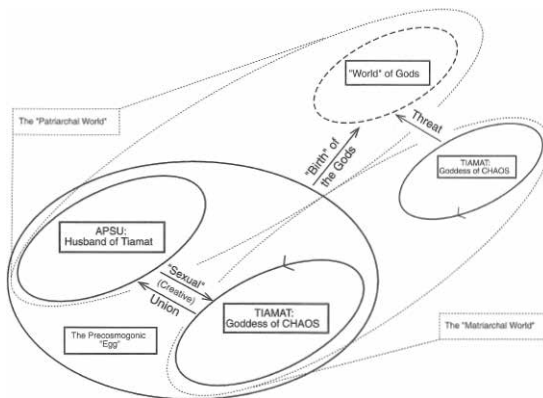 "World" of Gods
The "Patriarchal World"
Threat
"Birth" of
the Gods
TIAMAT:
Goddess of CHAOS
APSU:
Husband of Tiamat
"Sexual"
(Creative)
Union
TIAMAT:
Goddess of CHAOS
The Precosmogonic
"Egg"
The "Matriarchal World"